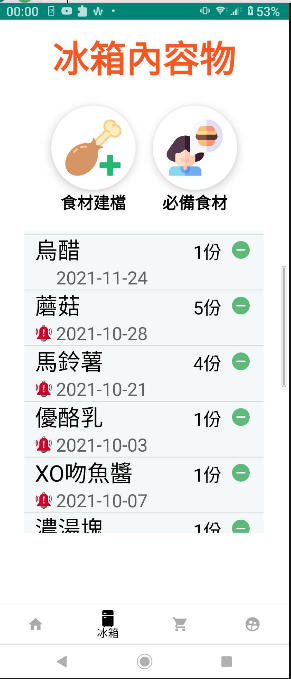 00:00 53%
冰箱內容物
食材建檔 必備食材
烏醋 1份
2021-11-24
蘑菇 5份
2021-10-28
馬鈴薯 4份
2021-10-21
優酪乳 1份
2021-10-03
XO吻魚醬 1份
2021-10-07
濃湯塊 1份
冰箱